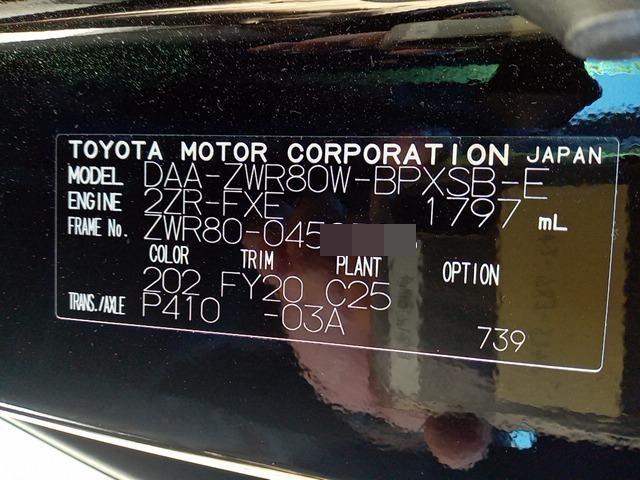 TOYOTA MOTOR CORPORATION JAPAN
MODEL DAA-ZWR80W-BPXSB-E
ENGINE 2ZR-FXE 1797 mL
FRAME No. ZWR80-045
COLOR TRIM PLANT OPTION
202 FY20 C25
TRANS./AXLE P410 -03A 739